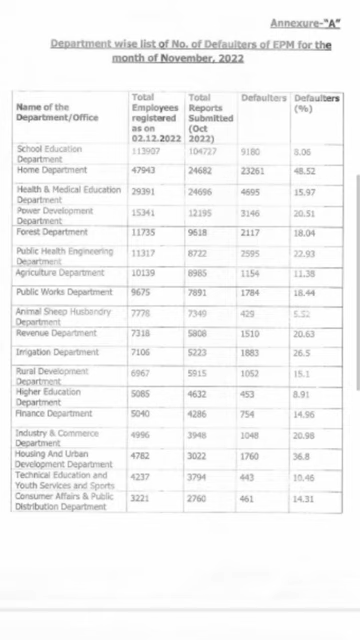 Annexure-"A"
Department wise list of No. of Defaulters of EPM for the
month of November, 2022
Name of the Department/Office | Total Employees registered as on 02.12.2022 | Total Reports Submitted (Oct 2022) | Defaulters | Defaulters (%)
School Education Department 113907 104727 9180 8.06
Home Department 47943 24682 23261 48.52
Health & Medical Education Department 29391 24696 4695 15.97
Power Development Department 15341 12195 3146 20.51
Forest Department 11735 9618 2117 18.04
Public Health Engineering Department 11317 8722 2595 22.93
Agriculture Department 10139 8985 1154 11.38
Public Works Department 9675 7891 1784 18.44
Animal Sheep Husbandry Department 7778 7349 429 5.52
Revenue Department 7318 5808 1510 20.63
Irrigation Department 7106 5223 1883 26.5
Rural Development Department 6967 5915 1052 15.1
Higher Education Department 5085 4632 453 8.91
Finance Department 5040 4286 754 14.96
Industry & Commerce Department 4996 3948 1048 20.98
Housing And Urban Development Department 4782 3022 1760 36.8
Technical Education and Youth Services and Sports 4237 3794 443 10.46
Consumer Affairs & Public Distribution Department 3221 2760 461 14.31